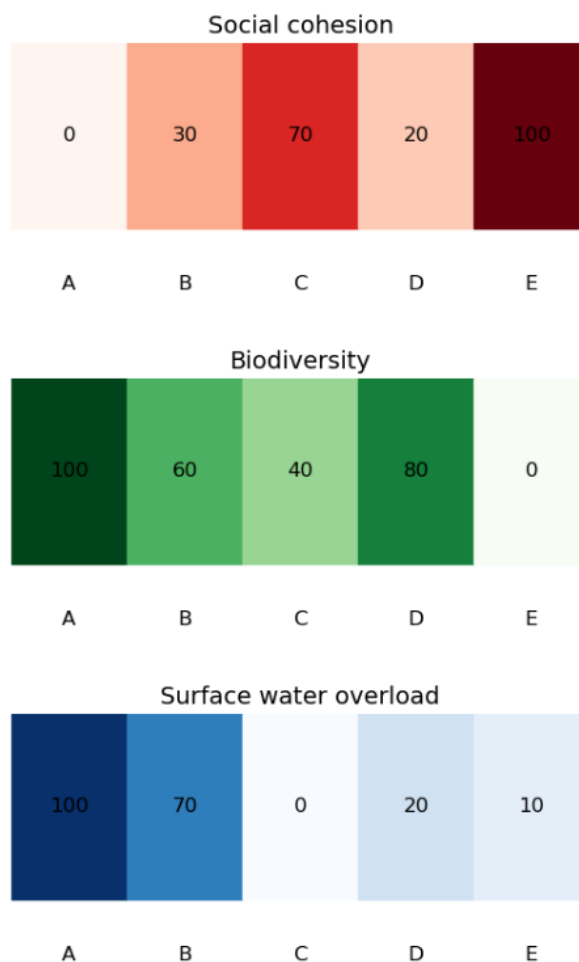 Social cohesion
0 30 70 20 100
A B C D E
Biodiversity
100 60 40 80 0
A B C D E
Surface water overload
100 70 0 20 10
A B C D E